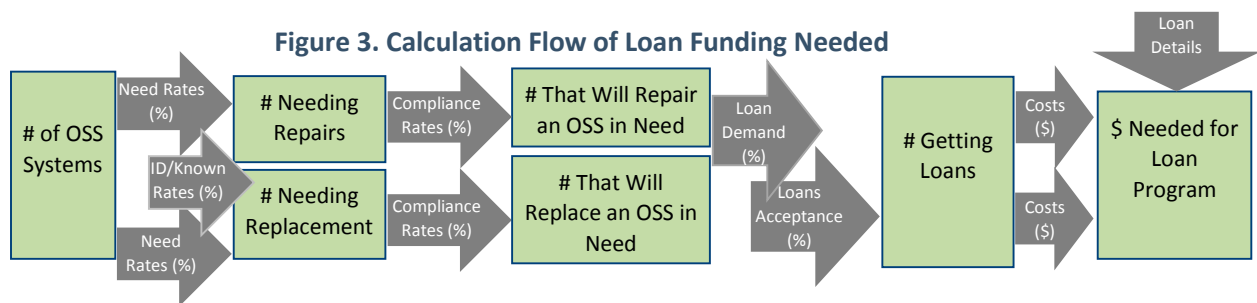 Figure 3. Calculation Flow of Loan Funding Needed
Loan
Details
# of OSS
Systems
Need Rates
(%)
ID/Known
Rates (%)
Need
Rates (%)
# Needing
Repairs
# Needing
Replacement
Compliance
Rates (%)
Compliance
Rates (%)
# That Will Repair
an OSS in Need
# That Will
Replace an OSS in
Need
Loan
Demand
(%)
Loans
Acceptance
(%)
# Getting
Loans
Costs
($)
Costs
($)
$ Needed for
Loan
Program